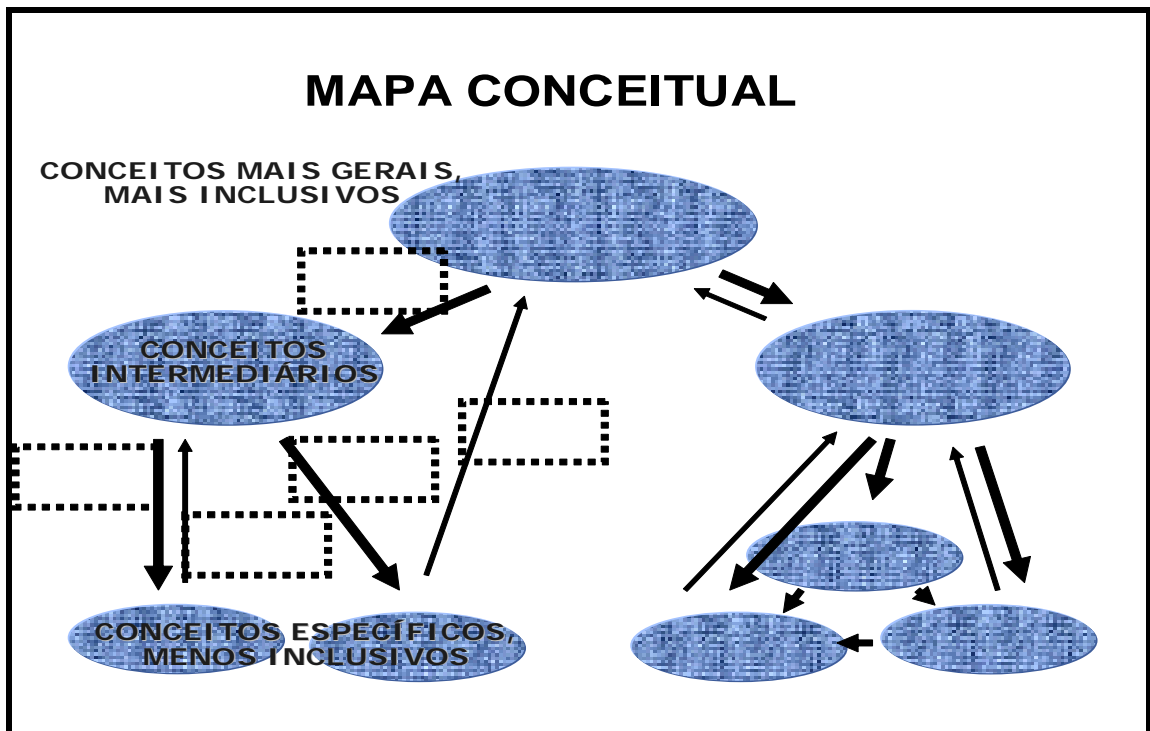 MAPA CONCEITUAL
CONCEITOS MAIS GERAIS,
MAIS INCLUSIVOS
CONCEITOS
INTERMEDIÁRIOS
CONCEITOS ESPECÍFICOS,
MENOS INCLUSIVOS